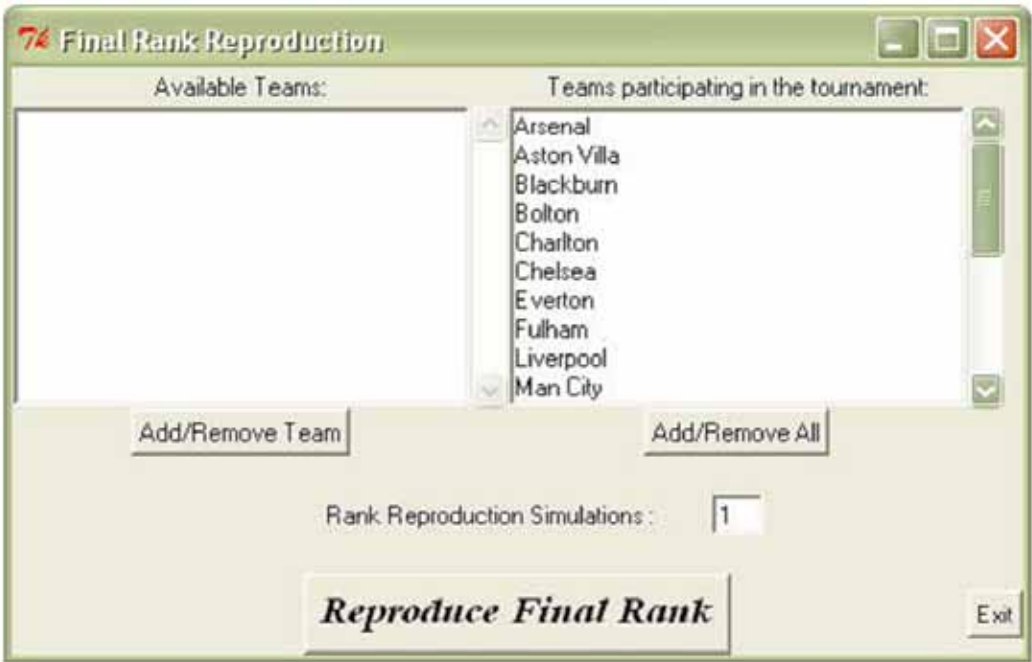 7% Final Rank Reproduction
Available Teams:
Teams participating in the tournament:
Arsenal
Aston Villa
Blackburn
Bolton
Charlton
Chelsea
Everton
Fulham
Liverpool
Man City
Add/Remove Team
Add/Remove All
Rank Reproduction Simulations : 1
Reproduce Final Rank
Exit